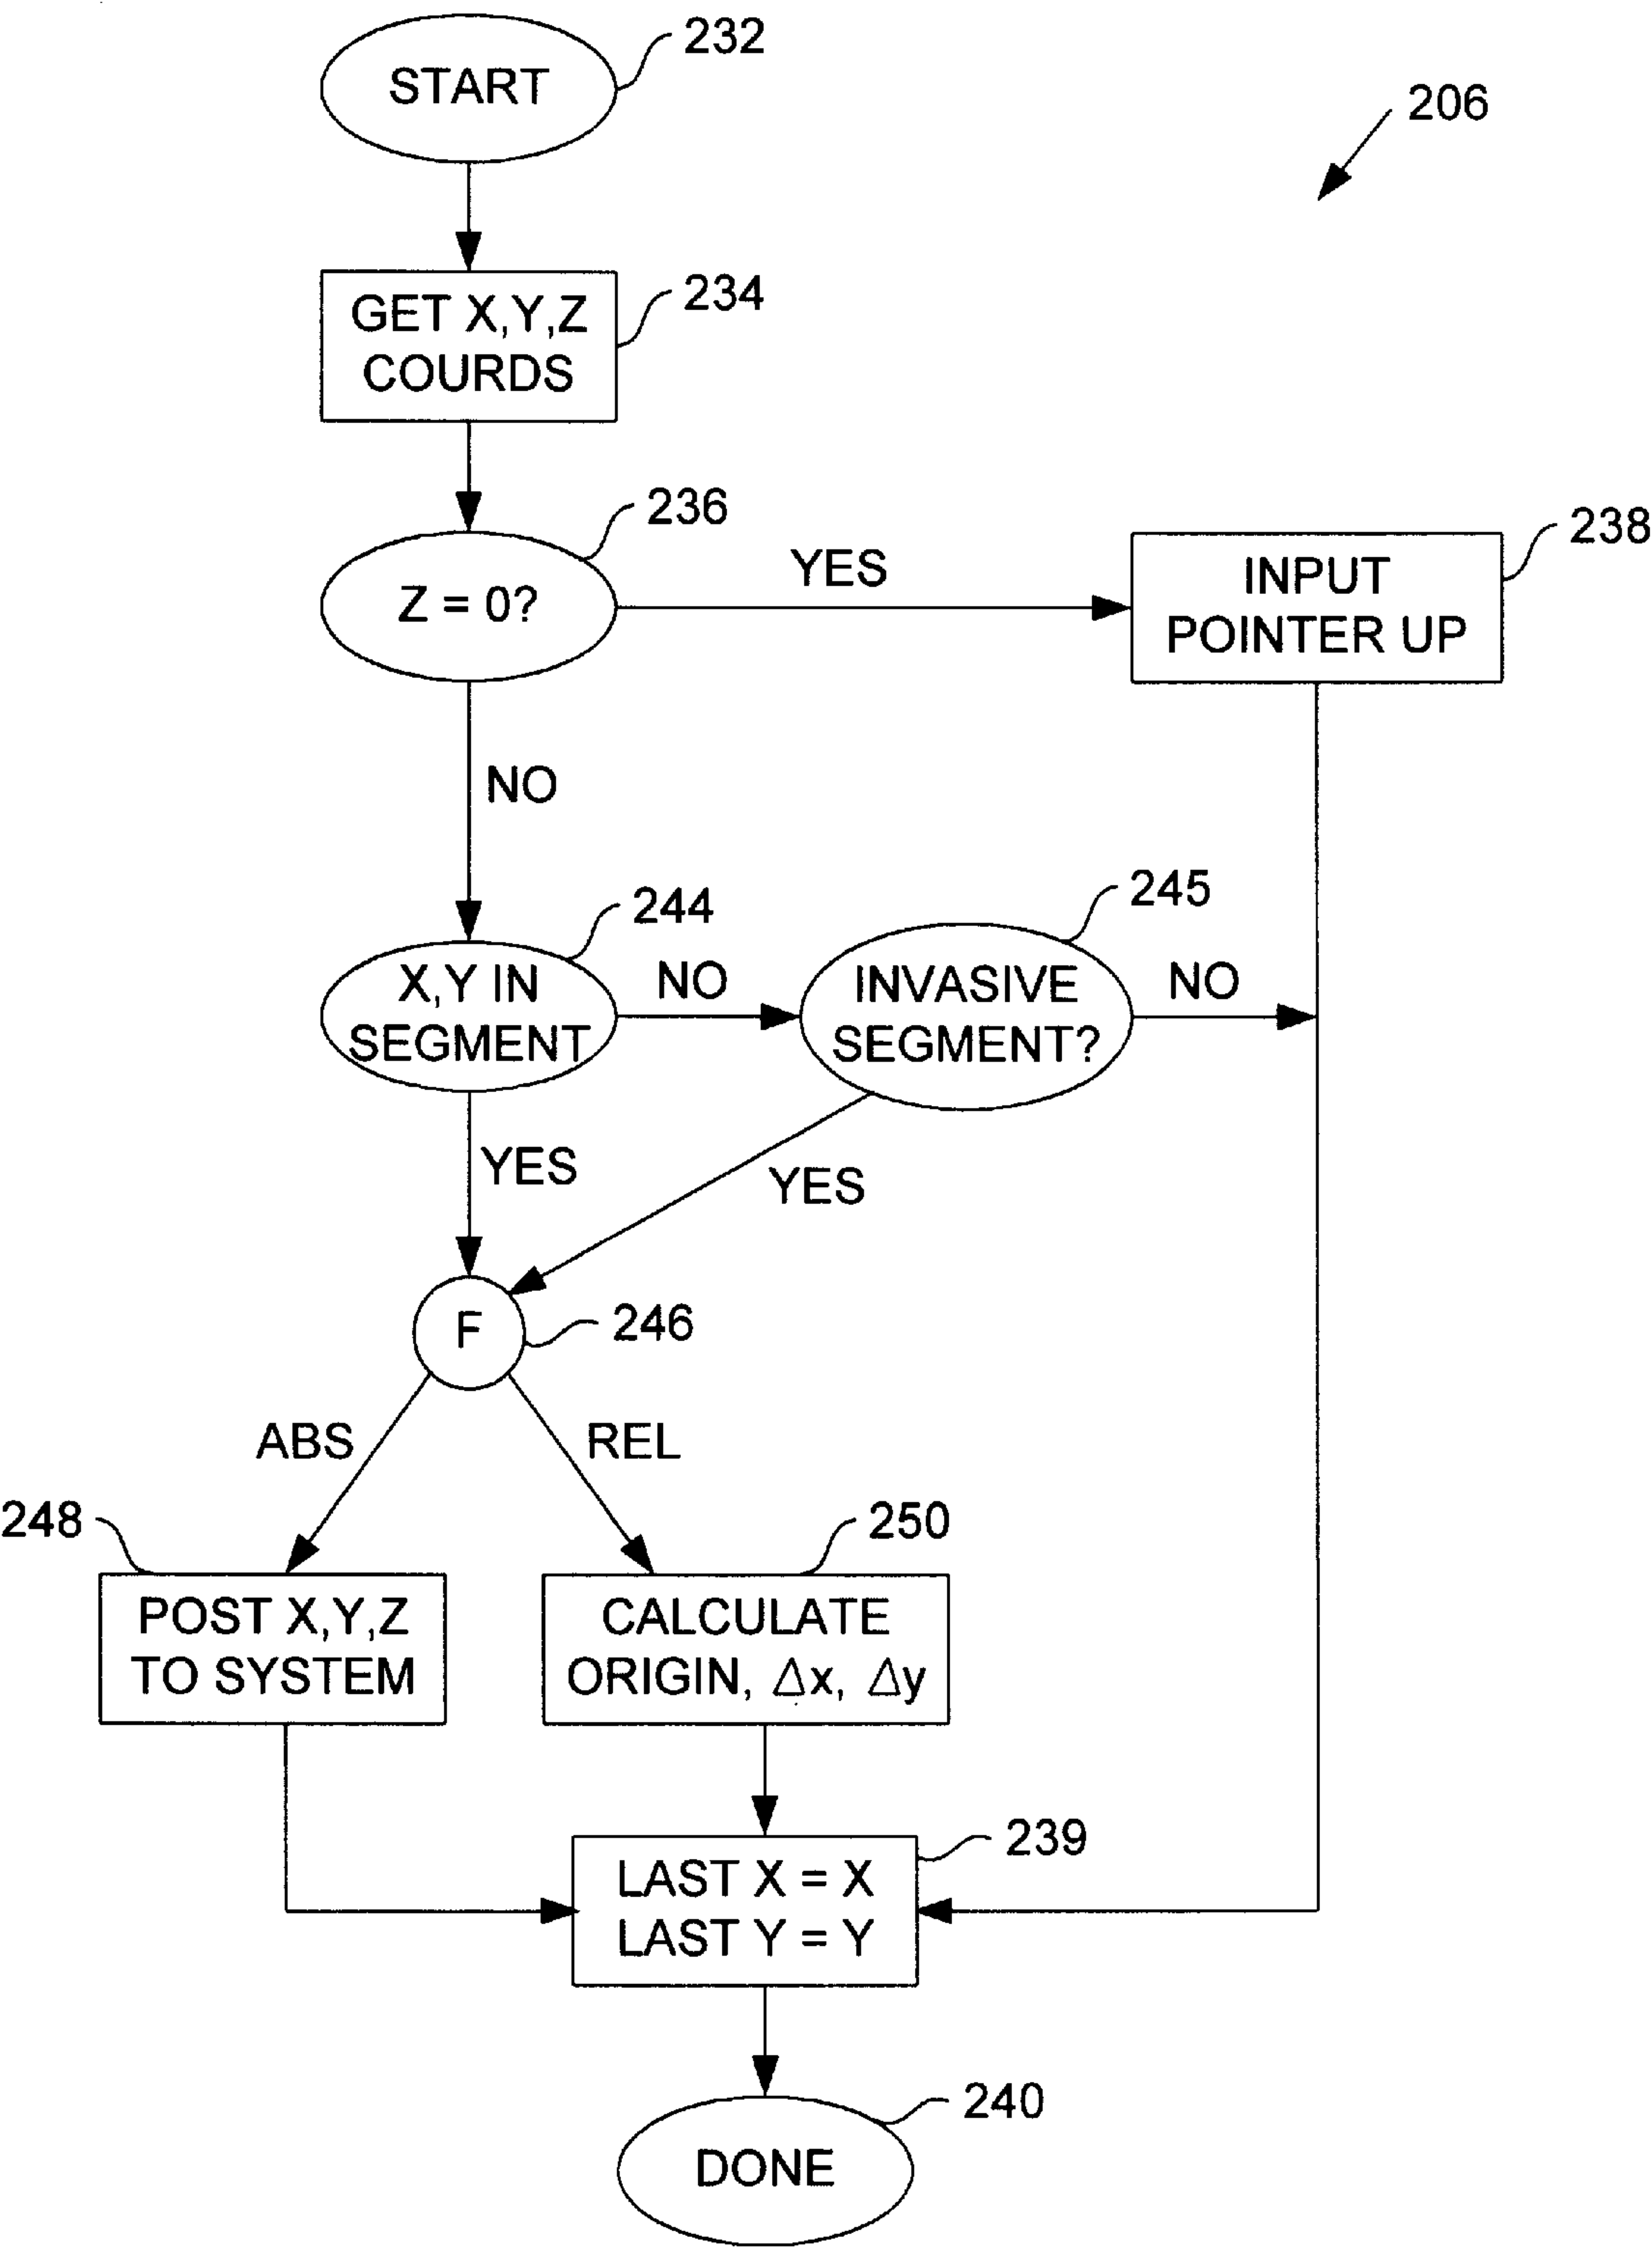 232
START
206
234
GET X,Y,Z
COURDS
236
Z = 0?
YES
238
INPUT
POINTER UP
NO
244
X,Y IN
SEGMENT
NO
245
INVASIVE
SEGMENT?
NO
YES
YES
F
246
ABS
REL
248
POST X,Y,Z
TO SYSTEM
250
CALCULATE
ORIGIN, Δx, Δy
239
LAST X = X
LAST Y = Y
240
DONE